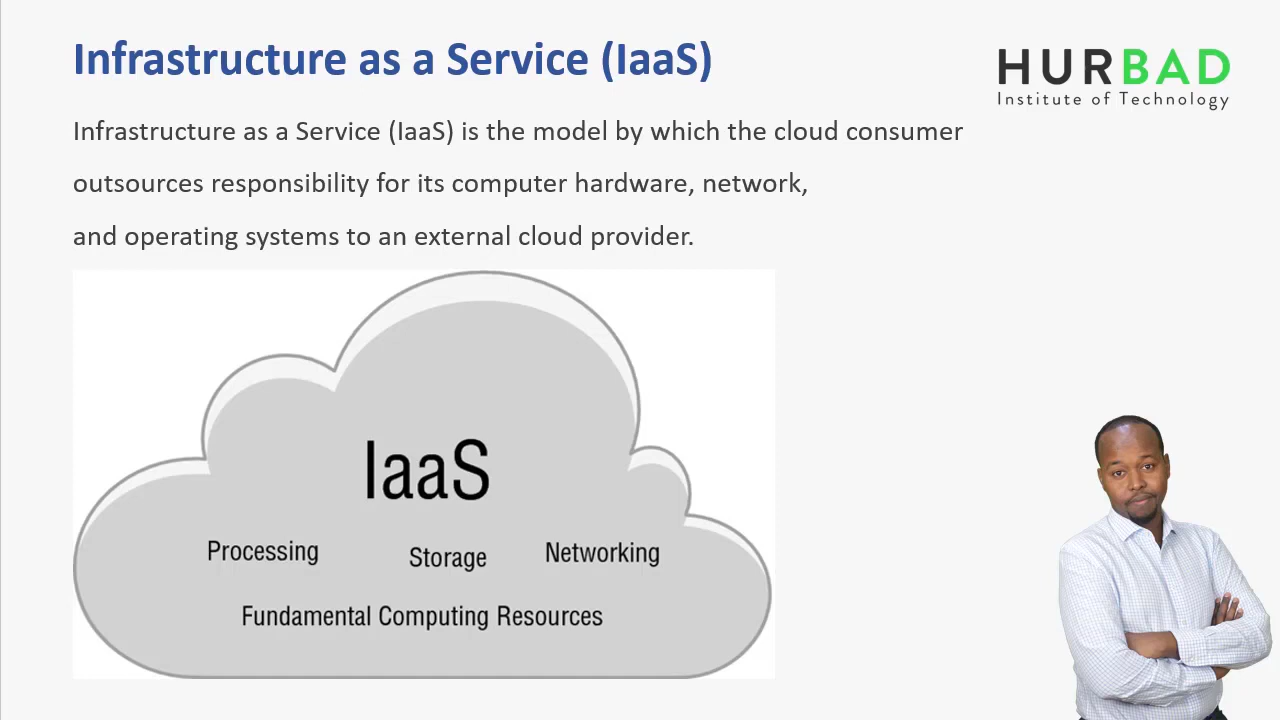 Infrastructure as a Service (IaaS)
HURBAD
Institute of Technology
Infrastructure as a Service (IaaS) is the model by which the cloud consumer
outsources responsibility for its computer hardware, network,
and operating systems to an external cloud provider.
IaaS
Processing Storage Networking
Fundamental Computing Resources